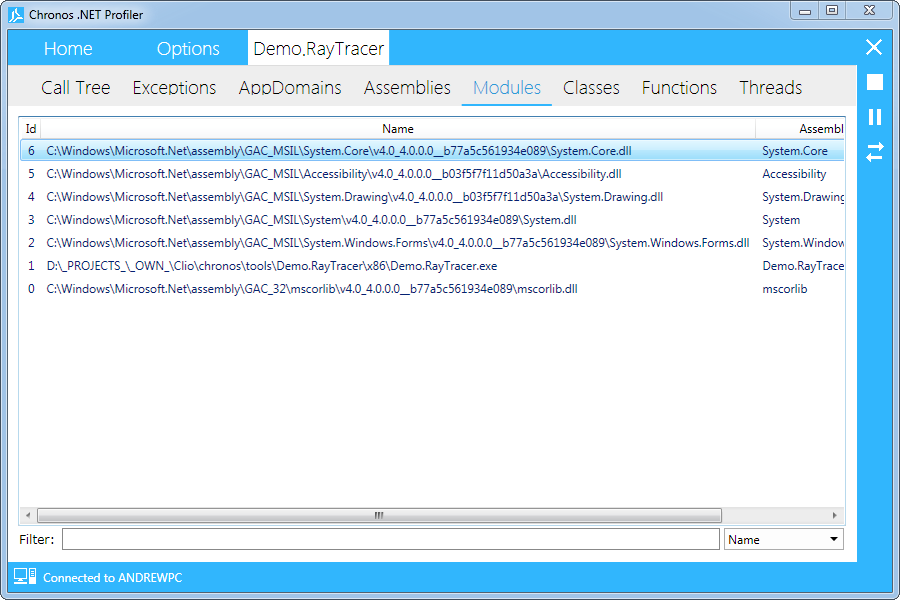 Chronos .NET Profiler
Home Options Demo.RayTracer
Call Tree Exceptions AppDomains Assemblies Modules Classes Functions Threads
Id Name Assembl
6 C:\Windows\Microsoft.Net\assembly\GAC_MSIL\System.Core\v4.0_4.0.0.0__b77a5c561934e089\System.Core.dll System.Core
5 C:\Windows\Microsoft.Net\assembly\GAC_MSIL\Accessibility\v4.0_4.0.0.0__b03f5f7f11d50a3a\Accessibility.dll Accessibility
4 C:\Windows\Microsoft.Net\assembly\GAC_MSIL\System.Drawing\v4.0_4.0.0.0__b03f5f7f11d50a3a\System.Drawing.dll System.Drawing
3 C:\Windows\Microsoft.Net\assembly\GAC_MSIL\System\v4.0_4.0.0.0__b77a5c561934e089\System.dll System
2 C:\Windows\Microsoft.Net\assembly\GAC_MSIL\System.Windows.Forms\v4.0_4.0.0.0__b77a5c561934e089\System.Windows.Forms.dll System.Window
1 D:\_PROJECTS_\_OWN_\Clio\chronos\tools\Demo.RayTracer\x86\Demo.RayTracer.exe Demo.RayTrace
0 C:\Windows\Microsoft.Net\assembly\GAC_32\mscorlib\v4.0_4.0.0.0__b77a5c561934e089\mscorlib.dll mscorlib
Filter: Name
Connected to ANDREWPC